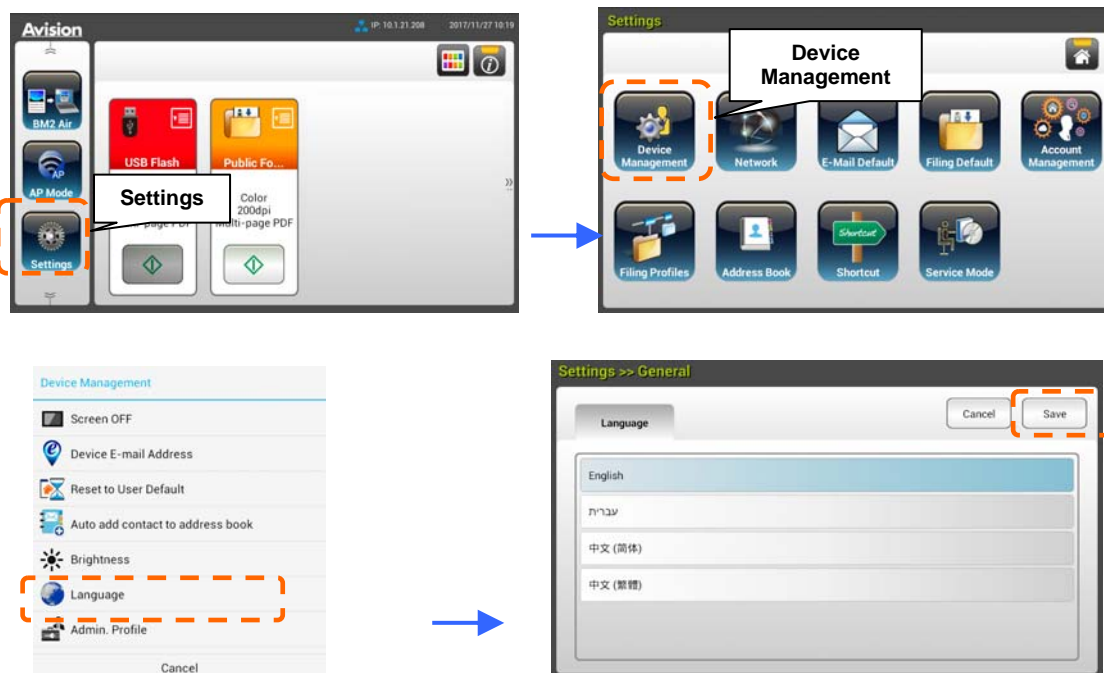 Avision
IP: 10.1.21.208 2017/11/27 10:19
BM2 Air
AP Mode
Settings
USB Flash
Public Fo...
Settings
Color
200dpi
Multi-page PDF
Settings
Device
Management
Device
Management
Network
E-Mail Default
Filing Default
Account
Management
Filing Profiles
Address Book
Shortcut
Shortcut
Service Mode
Device Management
Screen OFF
Device E-mail Address
Reset to User Default
Auto add contact to address book
Brightness
Language
Admin. Profile
Cancel
Settings >> General
Language
Cancel
Save
English
עברית
中文 (简体)
中文 (繁體)